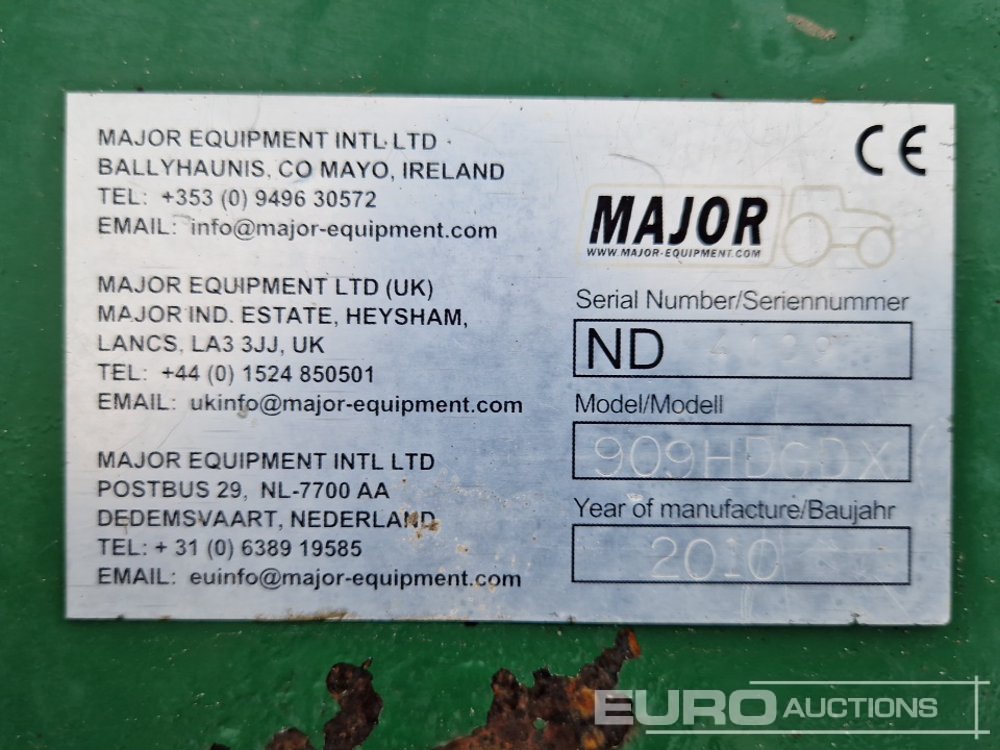 MAJOR EQUIPMENT INTL LTD
BALLYHAUNIS, CO MAYO, IRELAND
TEL: +353 (0) 9496 30572
EMAIL: info@major-equipment.com
MAJOR EQUIPMENT LTD (UK)
MAJOR IND. ESTATE, HEYSHAM,
LANCS, LA3 3JJ, UK
TEL: +44 (0) 1524 850501
EMAIL: ukinfo@major-equipment.com
MAJOR EQUIPMENT INTL LTD
POSTBUS 29, NL-7700 AA
DEDEMSVAART, NEDERLAND
TEL: + 31 (0) 6389 19585
EMAIL: euinfo@major-equipment.com
CE
MAJOR
WWW.MAJOR-EQUIPMENT.COM
Serial Number/Seriennummer
ND
Model/Modell
909HDGDX
Year of manufacture/Baujahr
2010
EURO AUCTIONS